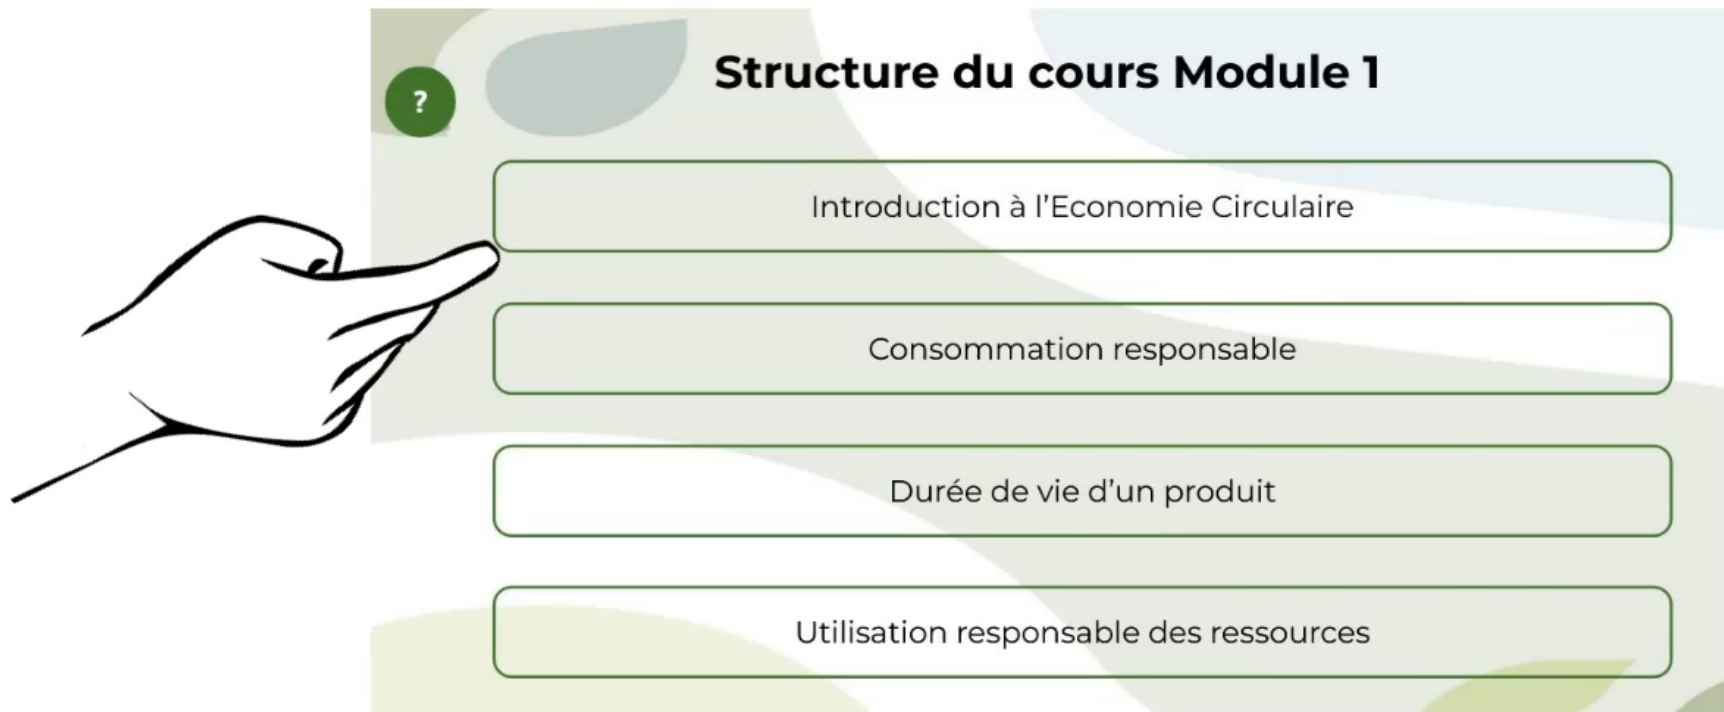 Structure du cours Module 1
?
Introduction à l'Economie Circulaire
Consommation responsable
Durée de vie d'un produit
Utilisation responsable des ressources